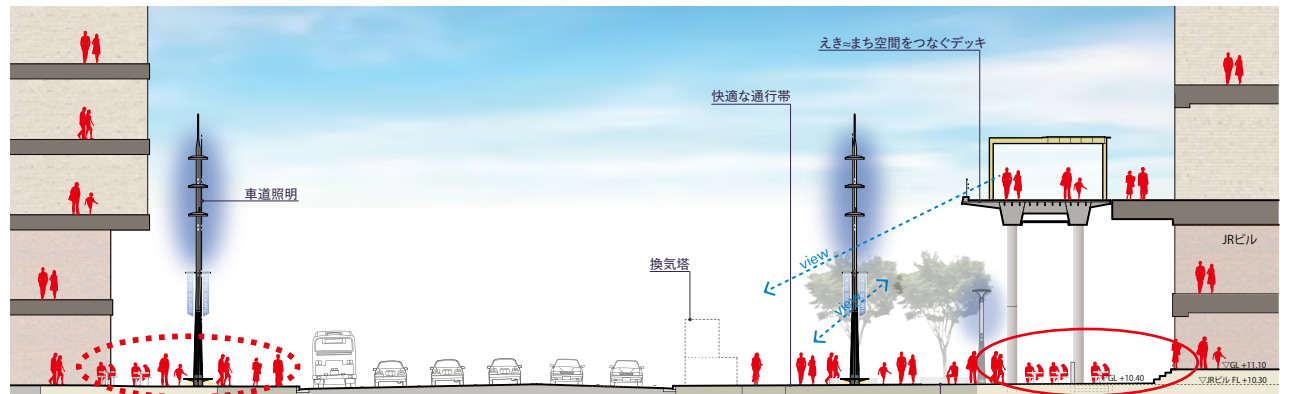 えき≈まち空間をつなぐデッキ
快適な通行帯
車道照明
換気塔
view
view
JRビル
▽GL +11.10
▽GL +10.40
▽JRビル FL +10.30